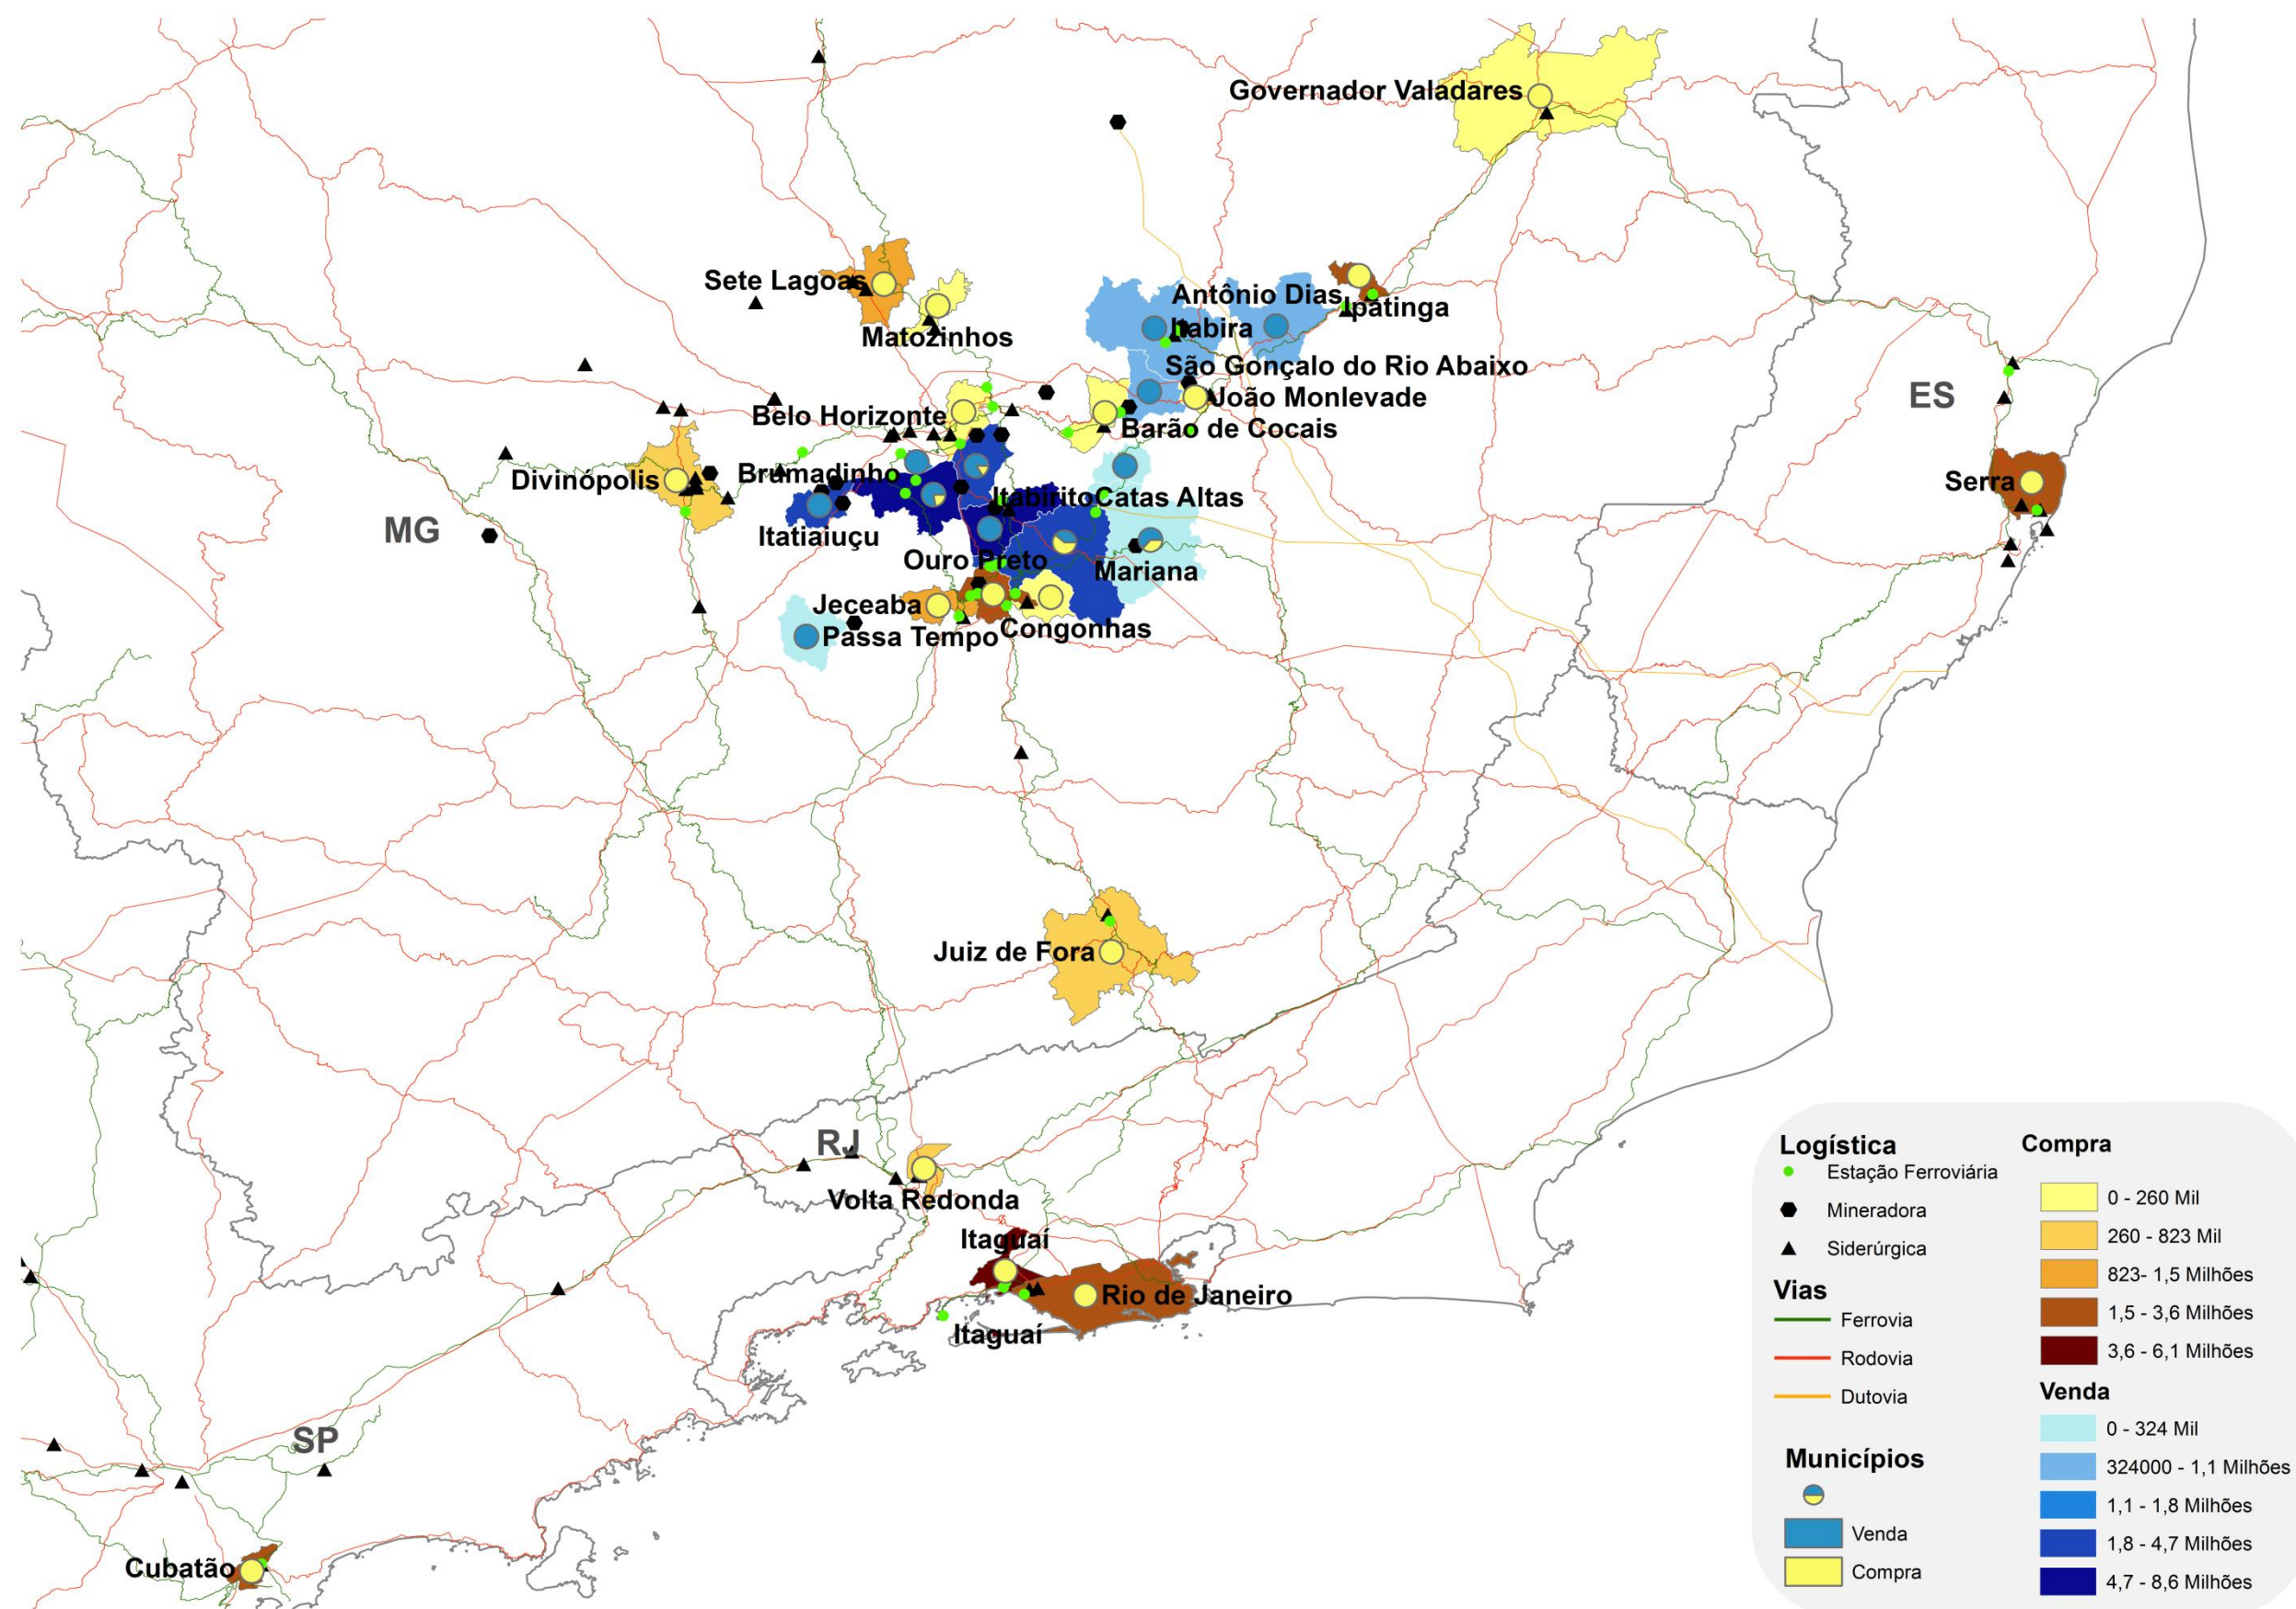 Governador Valadares
Sete Lagoas
Antônio Dias
Ipatinga
Itabira
Matozinhos
São Gonçalo do Rio Abaixo
João Monlevade
ES
Belo Horizonte
Barão de Cocais
Brumadinho
Divinópolis
Serra
Itabirito
Catas Altas
MG
Itatiaiuçu
Ouro Preto
Mariana
Jeceaba
Passa Tempo
Congonhas
Juiz de Fora
RJ
Volta Redonda
Itaguaí
Rio de Janeiro
Itaguaí
SP
Cubatão
Logística
Estação Ferroviária
Mineradora
Siderúrgica
Vias
Ferrovia
Rodovia
Dutovia
Municípios
Venda
Compra
Compra
0 - 260 Mil
260 - 823 Mil
823- 1,5 Milhões
1,5 - 3,6 Milhões
3,6 - 6,1 Milhões
Venda
0 - 324 Mil
324000 - 1,1 Milhões
1,1 - 1,8 Milhões
1,8 - 4,7 Milhões
4,7 - 8,6 Milhões